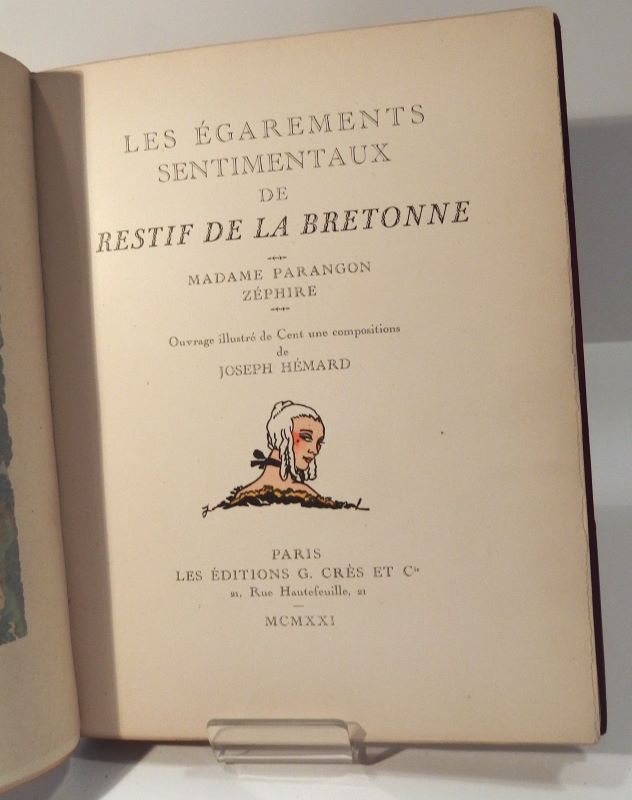 LES ÉGAREMENTS
SENTIMENTAUX
DE
RESTIF DE LA BRETONNE
MADAME PARANGON
ZÉPHIRE
Ouvrage illustré de Cent une compositions
de
JOSEPH HÉMARD
PARIS
LES ÉDITIONS G. CRÈS ET Cie
21, Rue Hautefeuille, 21
MCMXXI